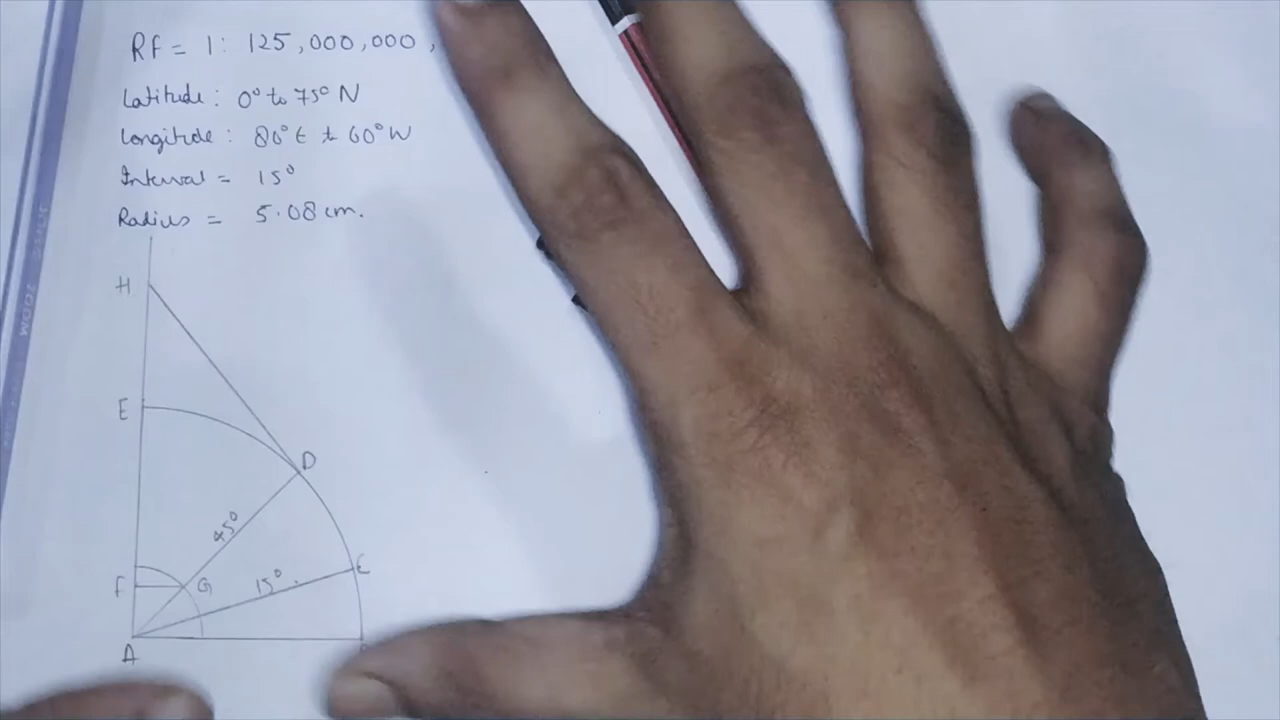 RF = 1: 125,000,000,
Latitude: 0° to 75° N
Longitude: 80° E to 60° W
Interval = 15°
Radius = 5.08 cm.
H
E
D
45°
C
F
G
15°
A